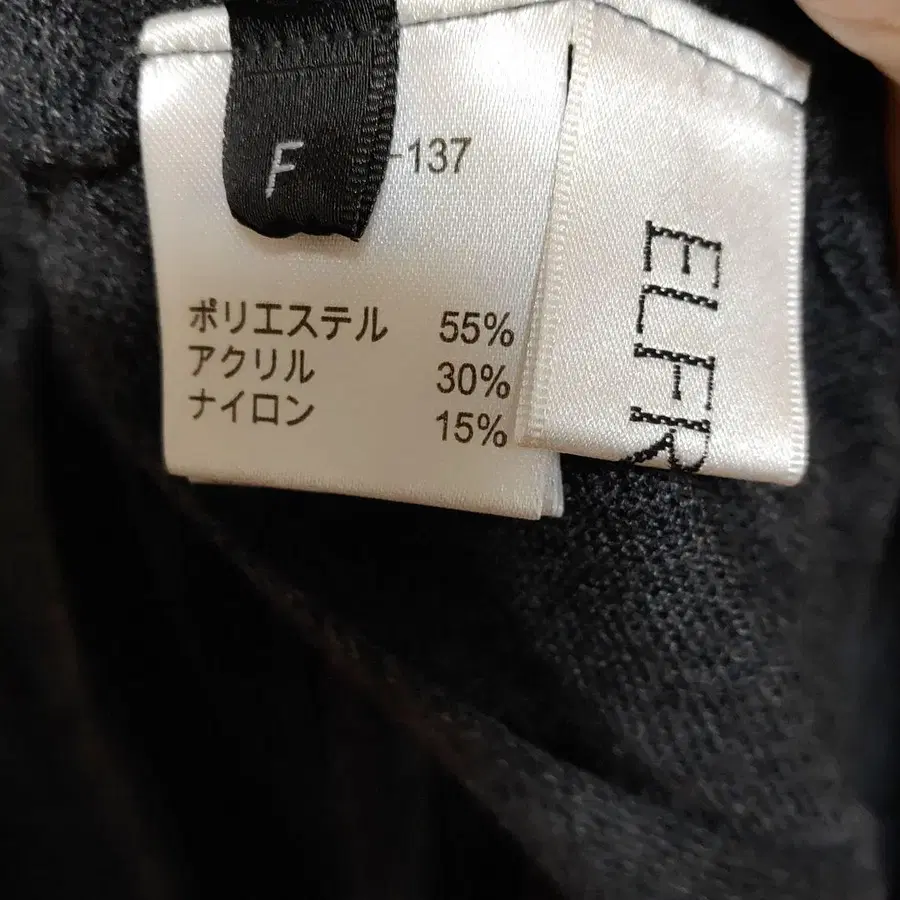 F
-137
ポリエステル 55%
アクリル 30%
ナイロン 15%
ELFR